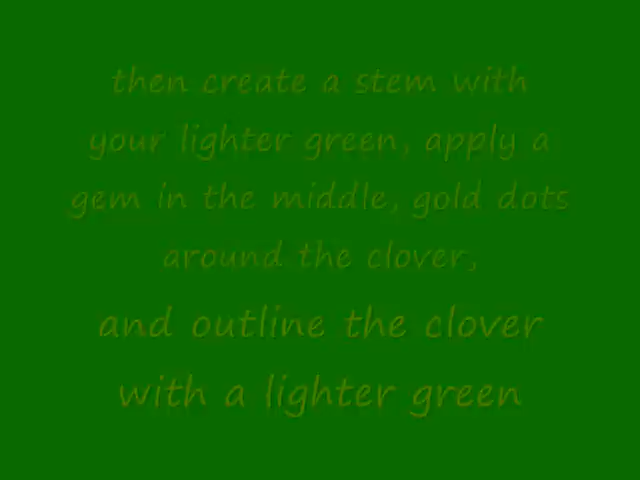 then create a stem with
your lighter green, apply a
gem in the middle, gold dots
around the clover,
and outline the clover
with a lighter green